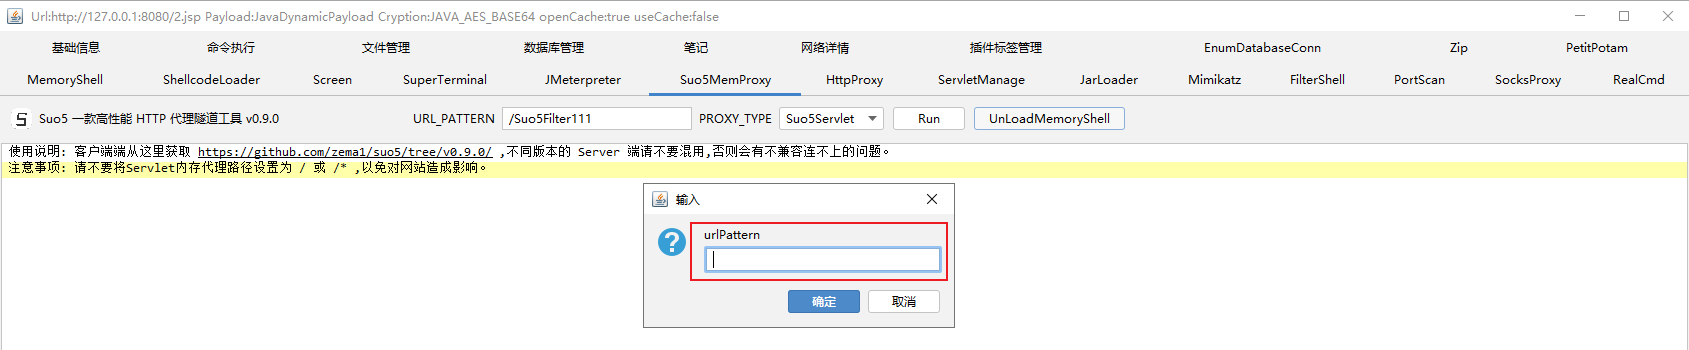 Url:http://127.0.0.1:8080/2.jsp Payload:JavaDynamicPayload Cryption:JAVA_AES_BASE64 openCache:true useCache:false
基础信息 命令执行 文件管理 数据库管理 笔记 网络详情 插件标签管理 EnumDatabaseConn Zip PetitPotam
MemoryShell ShellcodeLoader Screen SuperTerminal JMeterpreter Suo5MemProxy HttpProxy ServletManage JarLoader Mimikatz FilterShell PortScan SocksProxy RealCmd
Suo5 一款高性能 HTTP 代理隧道工具 v0.9.0 URL_PATTERN /Suo5Filter111 PROXY_TYPE Suo5Servlet Run UnLoadMemoryShell
使用说明: 客户端端从这里获取 https://github.com/zema1/suo5/tree/v0.9.0/ ,不同版本的 Server 端请不要混用,否则会有不兼容连不上的问题。
注意事项: 请不要将Servlet内存代理路径设置为 / 或 /* ,以免对网站造成影响。
输入
urlPattern
确定 取消